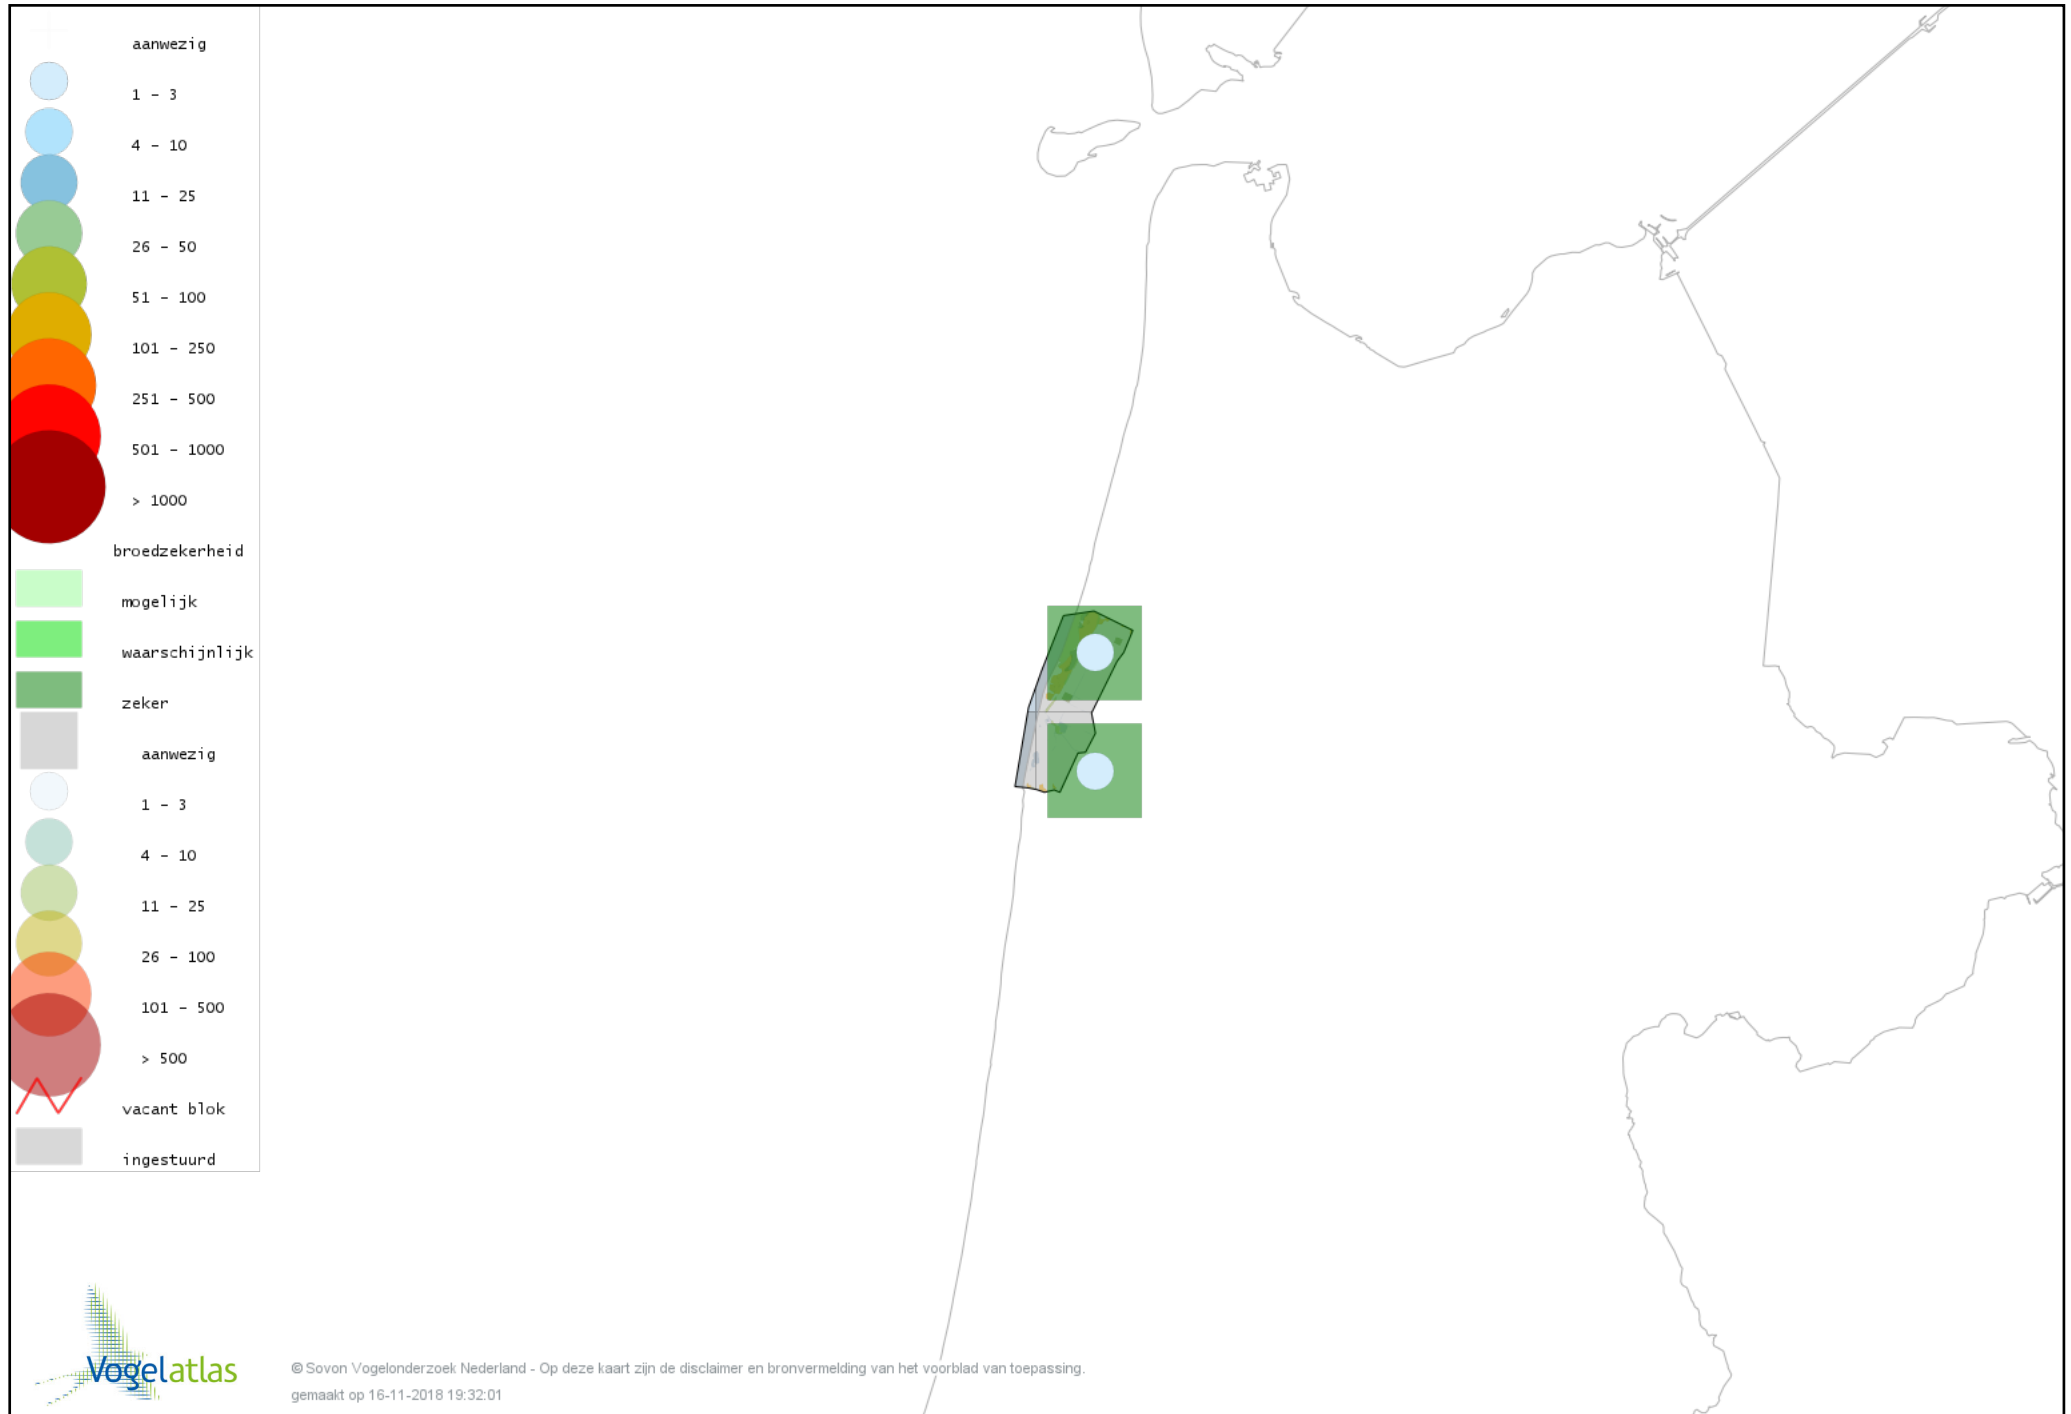 aanwezig
1 - 3
4 - 10
11 - 25
26 - 50
51 - 100
101 - 250
251 - 500
501 - 1000
> 1000
broedzekerheid
mogelijk
waarschijnlijk
zeker
aanwezig
1 - 3
4 - 10
11 - 25
26 - 100
101 - 500
> 500
vacant blok
ingestuurd
Vogelatlas
© Sovon Vogelonderzoek Nederland - Op deze kaart zijn de disclaimer en bronvermelding van het voorblad van toepassing.
gemaakt op 16-11-2018 19:32:01